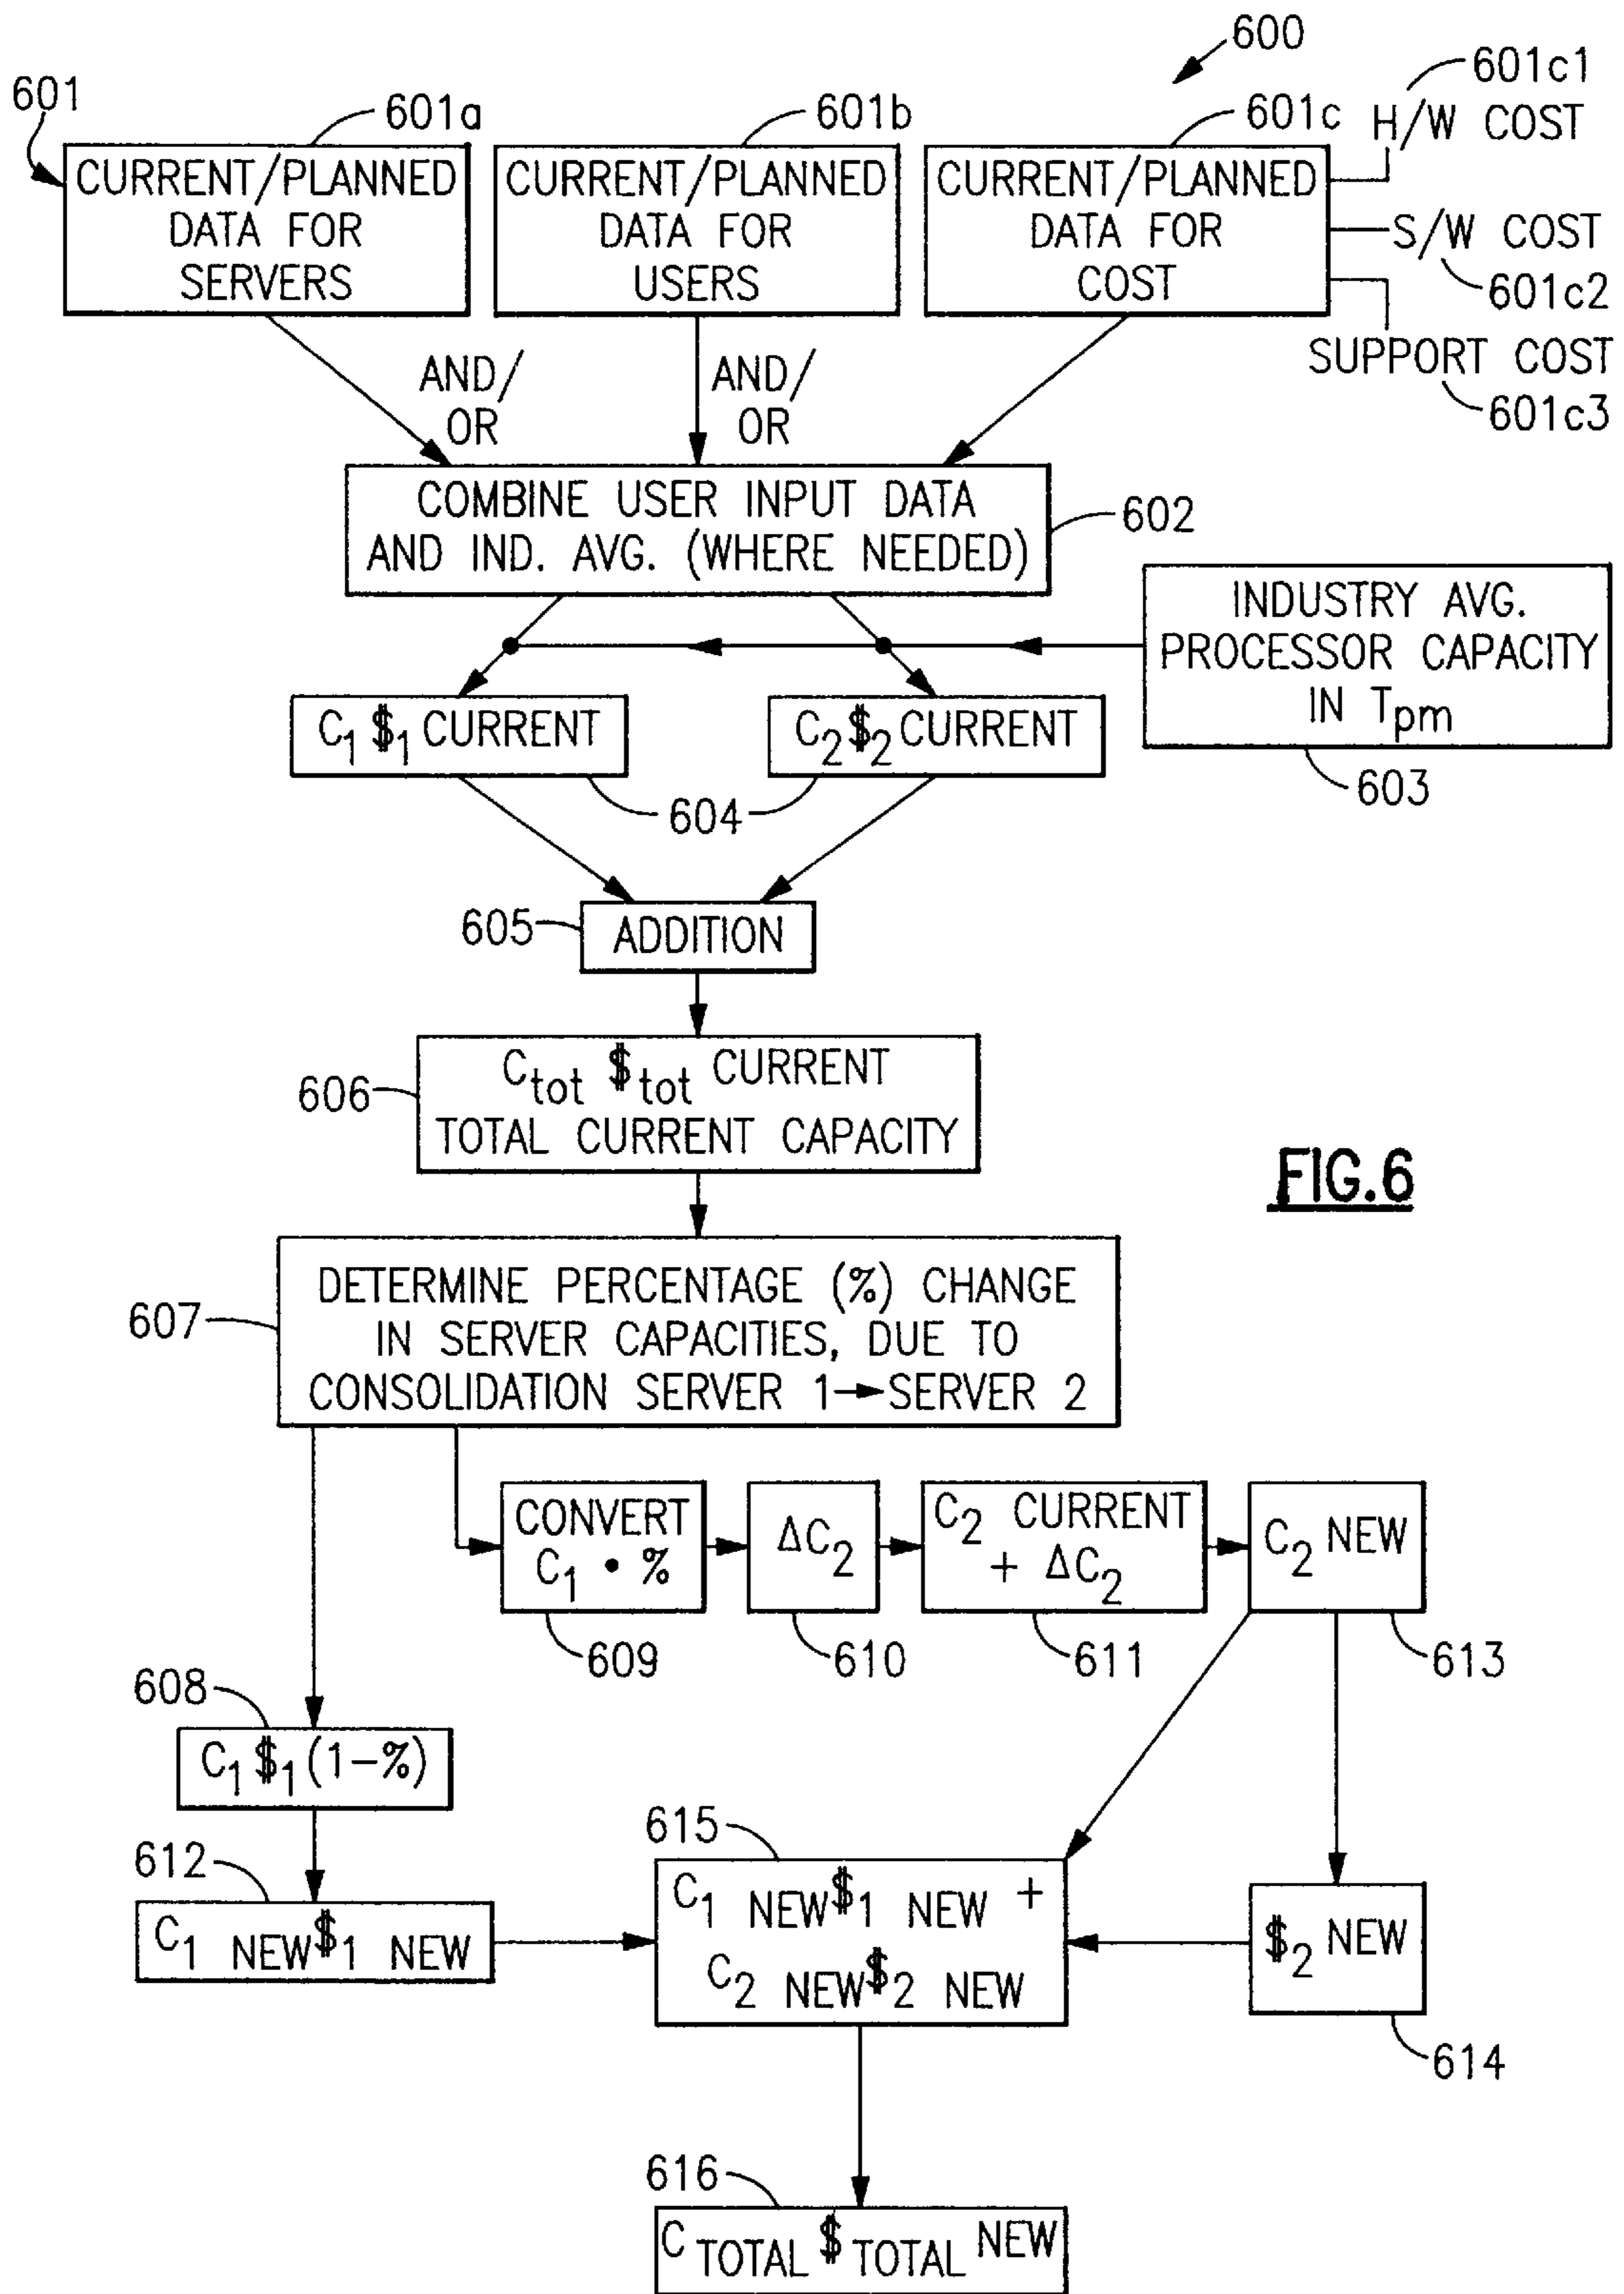 600
601
601a
601b
601c
601c1
H/W COST
CURRENT/PLANNED
DATA FOR
SERVERS
CURRENT/PLANNED
DATA FOR
USERS
CURRENT/PLANNED
DATA FOR
COST
S/W COST
601c2
SUPPORT COST
601c3
AND/
OR
AND/
OR
COMBINE USER INPUT DATA
AND IND. AVG. (WHERE NEEDED)
602
INDUSTRY AVG.
PROCESSOR CAPACITY
IN Tpm
603
C1 $1 CURRENT
C2 $2 CURRENT
604
605
ADDITION
606
Ctot $tot CURRENT
TOTAL CURRENT CAPACITY
FIG.6
607
DETERMINE PERCENTAGE (%) CHANGE
IN SERVER CAPACITIES, DUE TO
CONSOLIDATION SERVER 1→SERVER 2
CONVERT
C1 • %
ΔC2
C2 CURRENT
+ ΔC2
C2 NEW
609
610
611
613
608
C1 $1 (1-%)
612
C1 NEW $1 NEW
615
C1 NEW $1 NEW +
C2 NEW $2 NEW
$2 NEW
614
616
C TOTAL $ TOTAL NEW